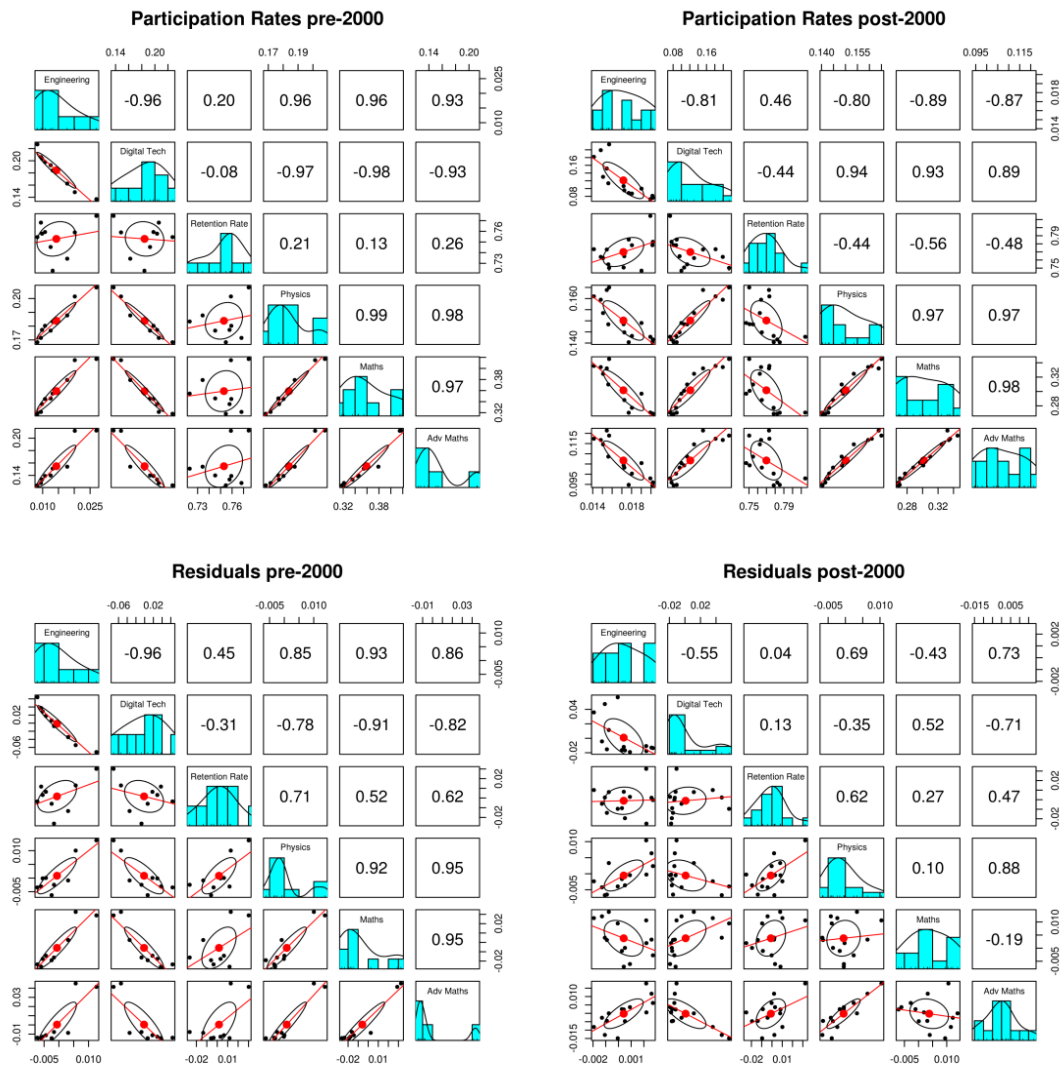 Participation Rates pre-2000
0.14 0.20 0.17 0.19 0.14 0.20
Engineering -0.96 0.20 0.96 0.96 0.93 0.010 0.025
0.14 0.20 Digital Tech -0.08 -0.97 -0.98 -0.93
Retention Rate 0.21 0.13 0.26 0.73 0.76
0.17 0.20 Physics 0.99 0.98
Maths 0.97 0.32 0.38
0.14 0.20 Adv Maths
0.010 0.025 0.73 0.76 0.32 0.38
Participation Rates post-2000
0.08 0.16 0.140 0.155 0.095 0.115
Engineering -0.81 0.46 -0.80 -0.89 -0.87 0.014 0.018
0.08 0.16 Digital Tech -0.44 0.94 0.93 0.89
Retention Rate -0.44 -0.56 -0.48 0.75 0.79
0.140 0.160 Physics 0.97 0.97
Maths 0.98 0.28 0.32
0.095 0.115 Adv Maths
0.014 0.018 0.75 0.79 0.28 0.32
Residuals pre-2000
-0.06 0.02 -0.005 0.010 -0.01 0.03
Engineering -0.96 0.45 0.85 0.93 0.86 -0.005 0.010
-0.06 0.02 Digital Tech -0.31 -0.78 -0.91 -0.82
Retention Rate 0.71 0.52 0.62 -0.02 0.02
-0.005 0.010 Physics 0.92 0.95
Maths 0.95 -0.02 0.02
-0.01 0.03 Adv Maths
-0.005 0.010 -0.02 0.01 -0.02 0.01
Residuals post-2000
-0.02 0.02 -0.005 0.010 -0.015 0.005
Engineering -0.55 0.04 0.69 -0.43 0.73 -0.002 0.002
-0.02 0.04 Digital Tech 0.13 -0.35 0.52 -0.71
Retention Rate 0.62 0.27 0.47 -0.02 0.02
-0.005 0.010 Physics 0.10 0.88
Maths -0.19 -0.005 0.010
-0.015 0.010 Adv Maths
-0.002 0.001 -0.02 0.01 -0.005 0.010